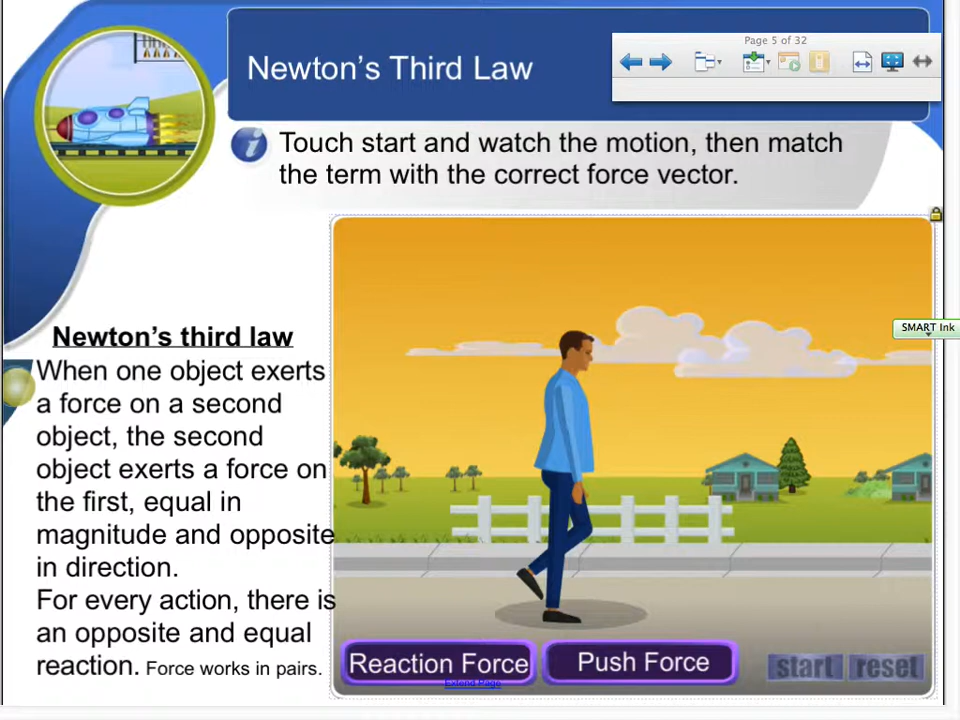 Newton's Third Law
Page 5 of 32
Touch start and watch the motion, then match
the term with the correct force vector.
SMART Ink
Newton's third law
When one object exerts
a force on a second
object, the second
object exerts a force on
the first, equal in
magnitude and opposite
in direction.
For every action, there is
an opposite and equal
reaction. Force works in pairs.
Reaction Force
Push Force
start
reset
Extend Page